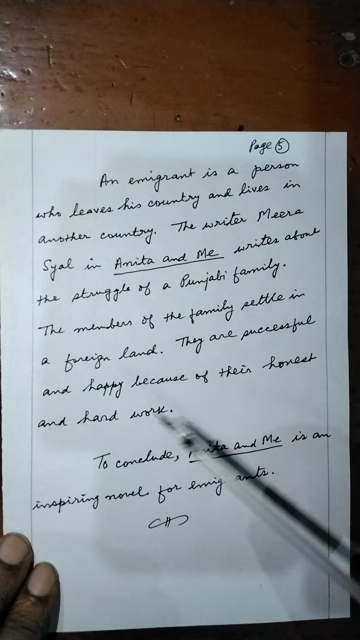 Page 5
An emigrant is a person
who leaves his country and lives in
another country. The writer Meera
Syal in Anita and Me writes about
the struggle of a Punjabi family.
The members of the family settle in
a foreign land. They are successful
and happy because of their honest
and hard work.
To conclude, and Me is an
inspiring novel for